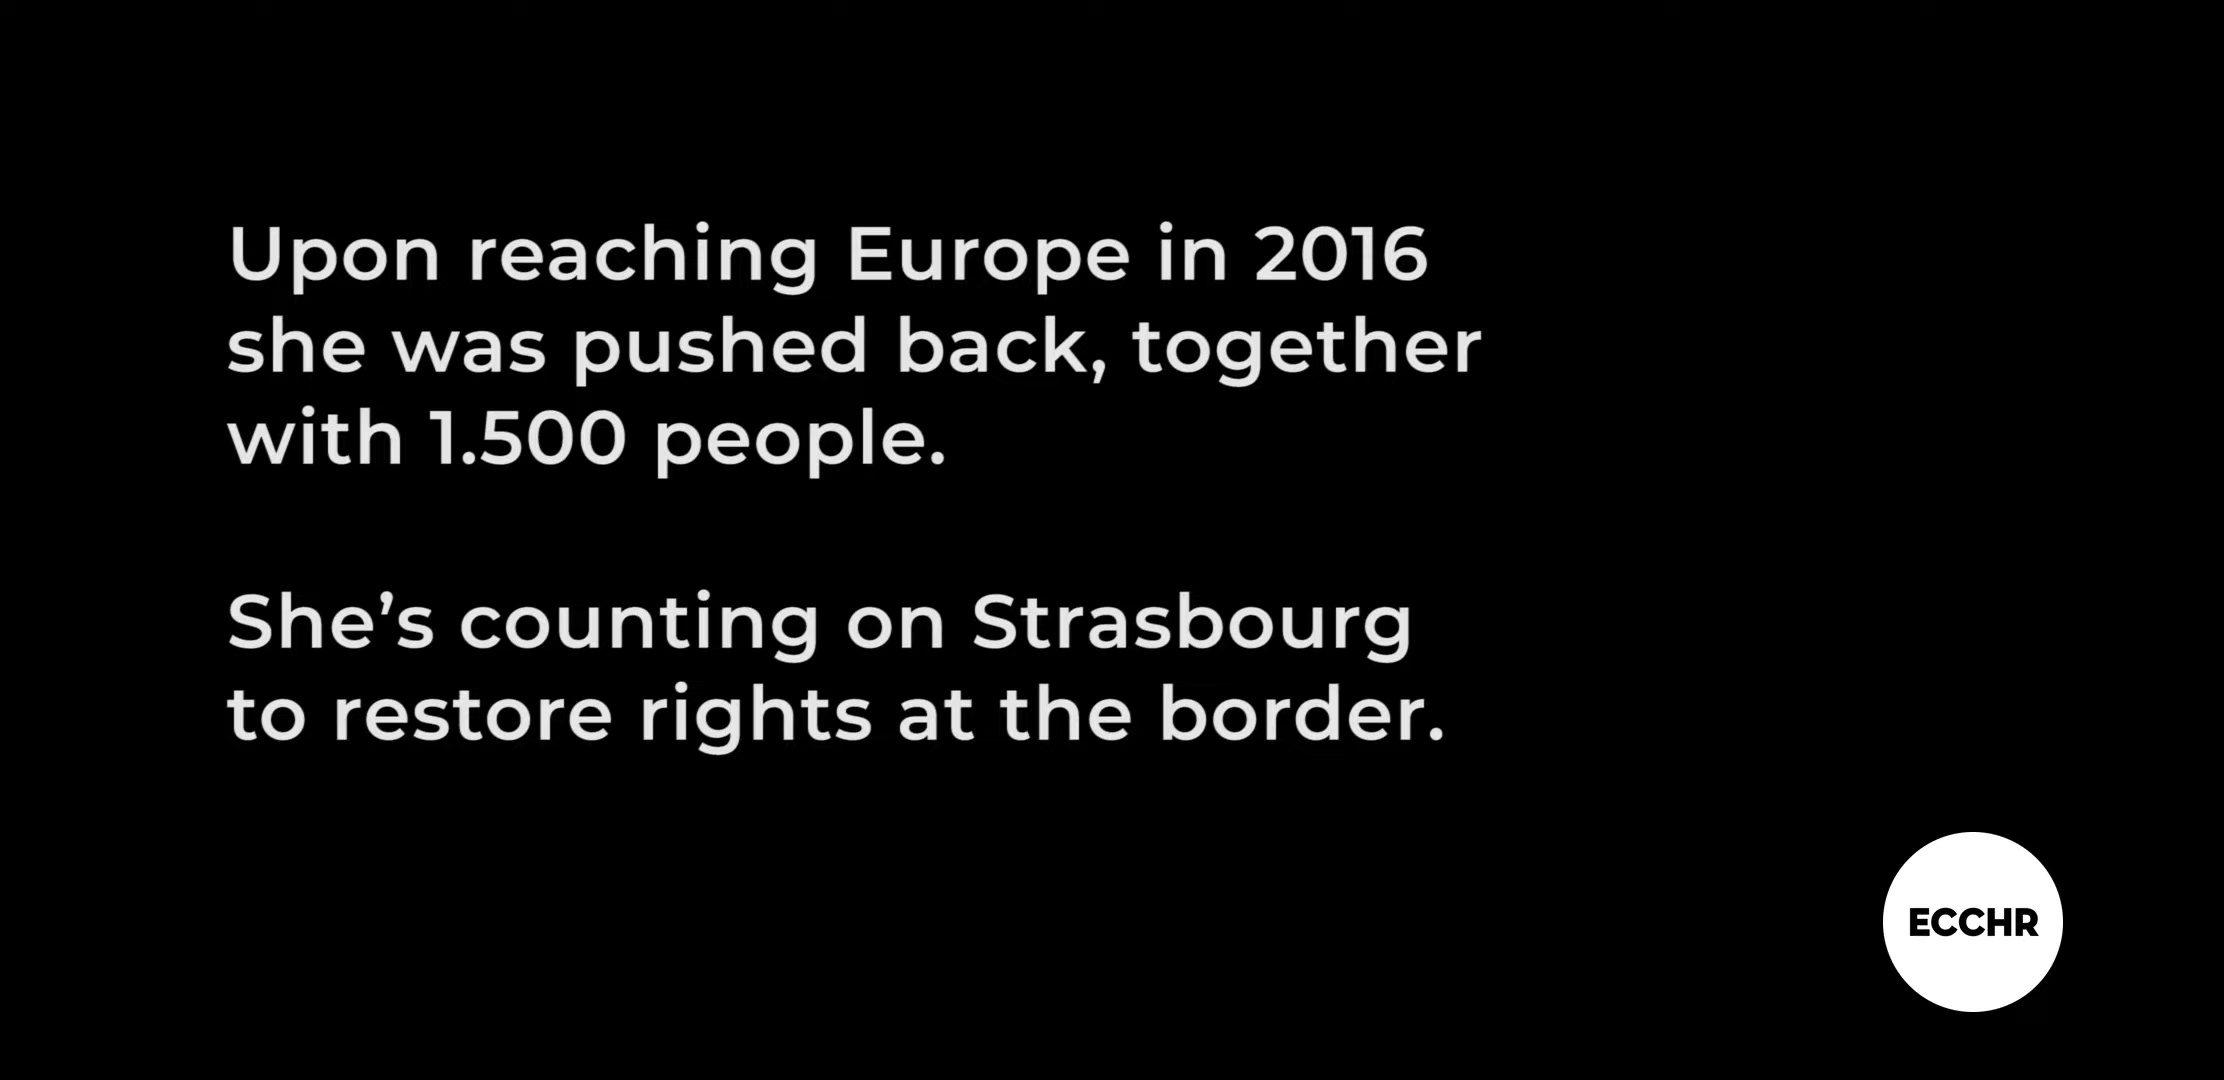 Upon reaching Europe in 2016
she was pushed back, together
with 1.500 people.
She’s counting on Strasbourg
to restore rights at the border.
ECCHR